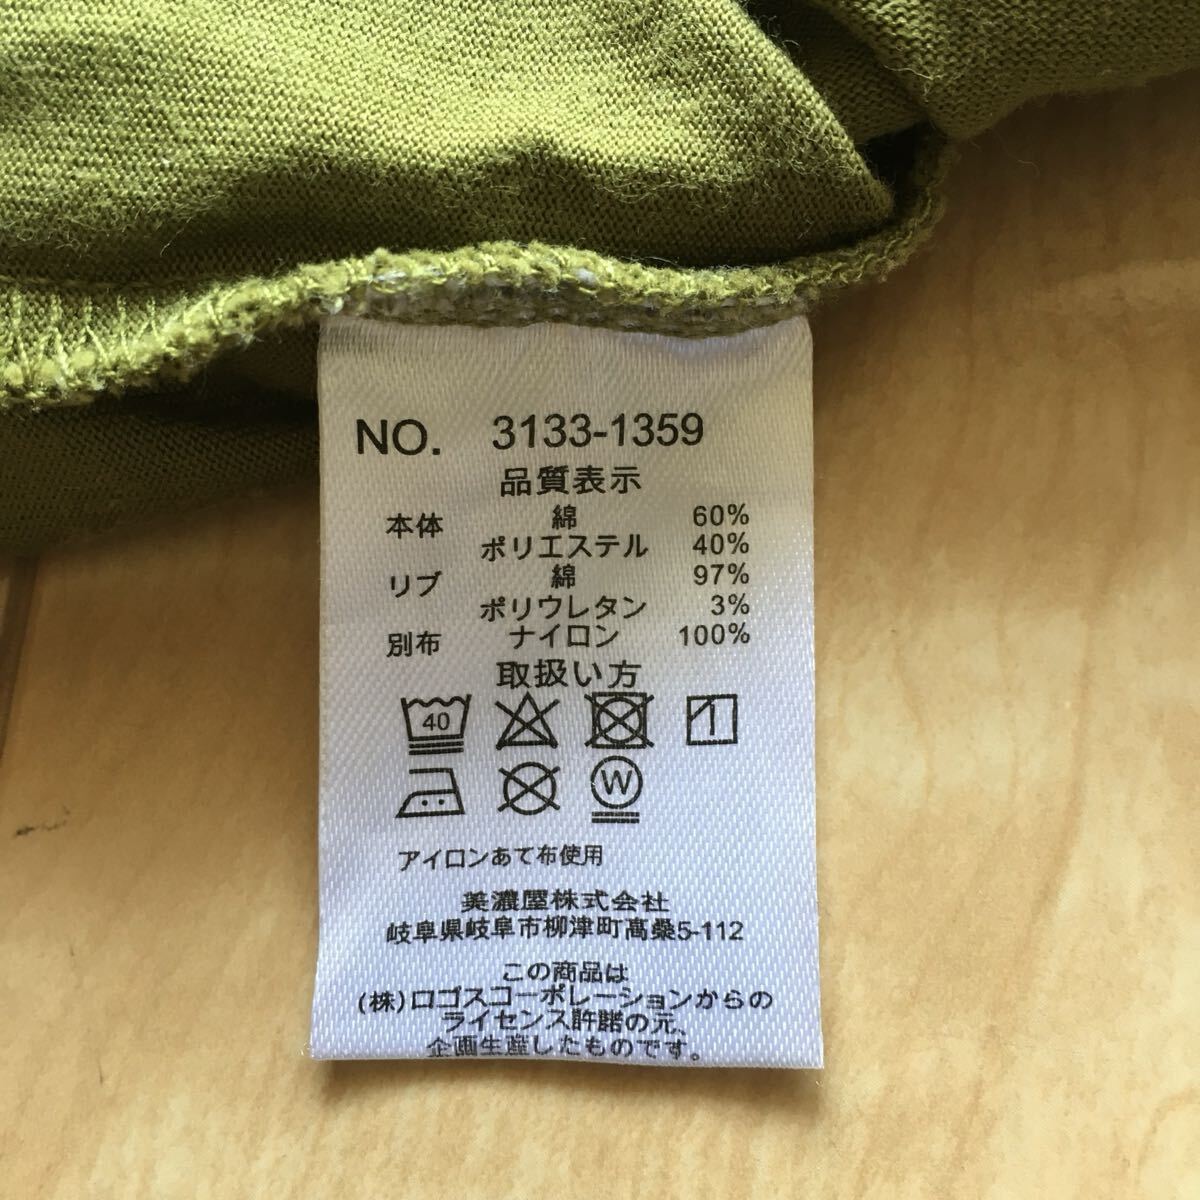 NO. 3133-1359
品質表示
本体 綿 60%
ポリエステル 40%
リブ 綿 97%
ポリウレタン 3%
別布 ナイロン 100%
取扱い方
40
W
アイロンあて布使用
美濃屋株式会社
岐阜県岐阜市柳津町高桑5-112
この商品は
(株)ロゴスコーポレーションからの
ライセンス許諾の元、
企画生産したものです。